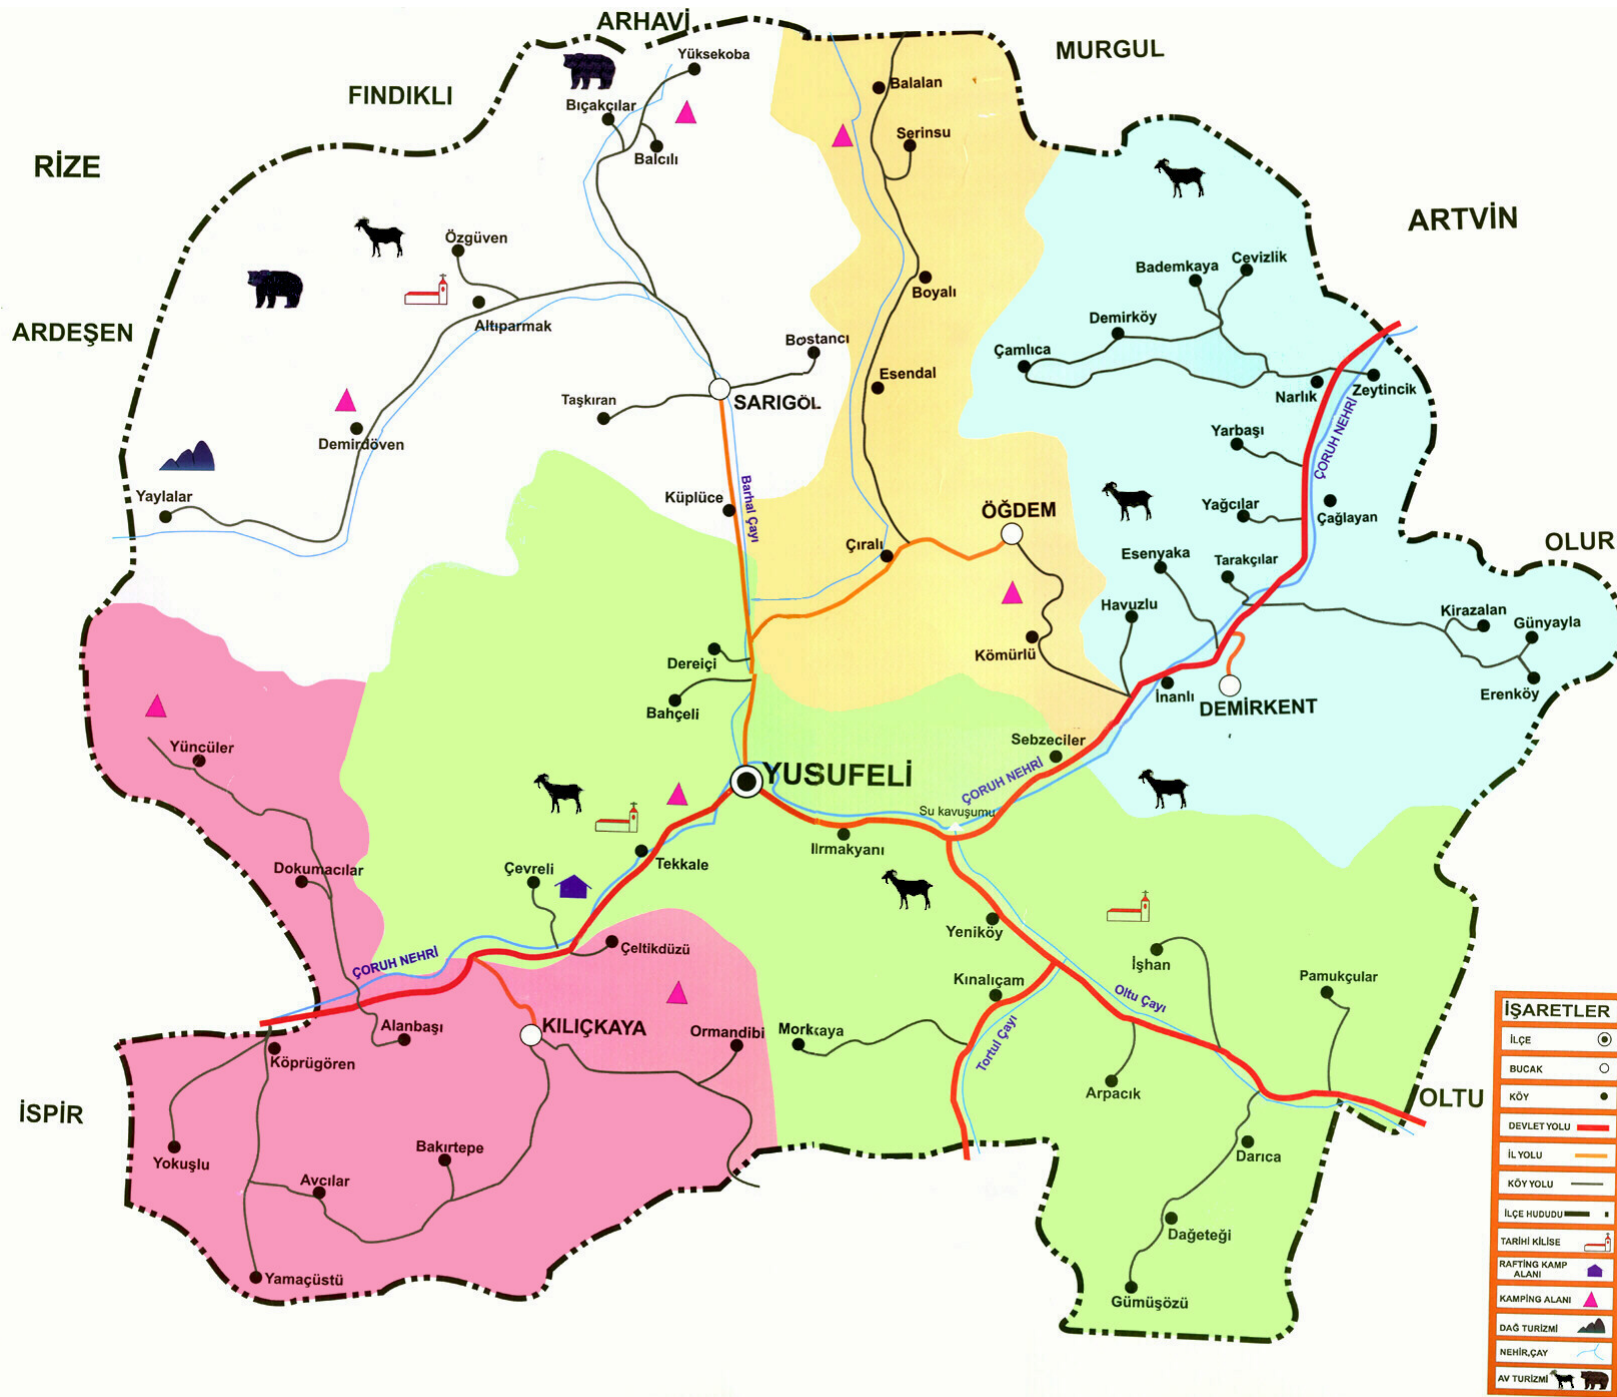 ARHAVİ
MURGUL
Yüksekoba
FINDIKLI
Balalan
Bıçakçılar
Serinsu
Balcılı
RİZE
ARTVİN
Özgüven
Cevizlik
Bademkaya
Boyalı
Altıparmak
Demirköy
ARDEŞEN
Bostancı
Çamlıca
Esendal
Narlık
Zeytincik
Taşkıran
SARIGÖL
Demirdöven
Yarbaşı
ÇORUH NEHRİ
Yaylalar
Küplüce
Barhal Çayı
ÖĞDEM
Yağcılar
Çağlayan
Çıralı
Esenyaka
Tarakçılar
OLUR
Havuzlu
Kirazalan
Günyayla
Dereiçi
Kömürlü
Bahçeli
İnanlı
DEMİRKENT
Erenköy
Yüncüler
Sebzeciler
YUSUFELİ
ÇORUH NEHRİ
Su kavuşumu
Irmakyanı
Dokumacılar
Çevreli
Tekkale
Yeniköy
ÇORUH NEHRİ
Çeltikdüzü
İşhan
Kınalıçam
Pamukçular
Oltu Çayı
Alanbaşı
KILIÇKAYA
Ormandibi
Morkaya
Tortul Çayı
Köprügören
Arpacık
İSPİR
OLTU
Yokuşlu
Bakırtepe
Darıca
Avcılar
Dağeteği
Yamaçüstü
Gümüşözü
İŞARETLER
İLÇE
BUCAK
KÖY
DEVLET YOLU
İL YOLU
KÖY YOLU
İLÇE HUDUDU
TARİHİ KİLİSE
RAFTİNG KAMP
ALANI
KAMPİNG ALANI
DAĞ TURİZMİ
NEHİR,ÇAY
AV TURİZMİ